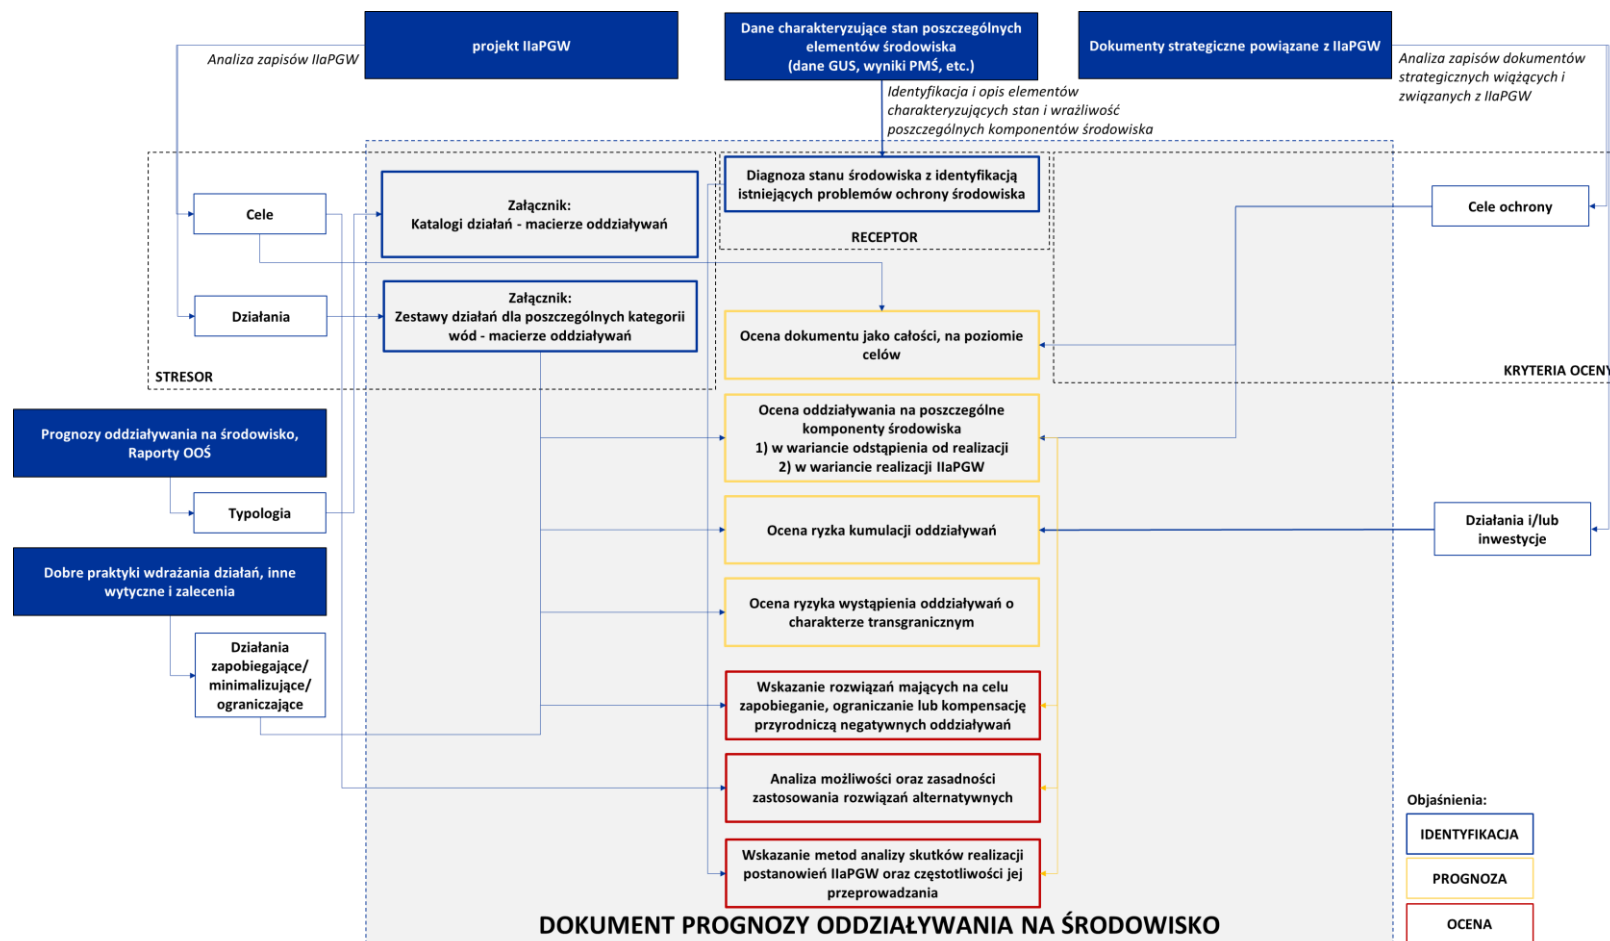 projekt IIaPGW
Dane charakteryzujące stan poszczególnych
elementów środowiska
(dane GUS, wyniki PMŚ, etc.)
Dokumenty strategiczne powiązane z IIaPGW
Analiza zapisów IIaPGW
Identyfikacja i opis elementów
charakteryzujących stan i wrażliwość
poszczególnych komponentów środowiska
Analiza zapisów dokumentów
strategicznych wiążących i
związanych z IIaPGW
Cele
Załącznik:
Katalogi działań - macierze oddziaływań
Diagnoza stanu środowiska z identyfikacją
istniejących problemów ochrony środowiska
RECEPTOR
Cele ochrony
Działania
Załącznik:
Zestawy działań dla poszczególnych kategorii
wód - macierze oddziaływań
Ocena dokumentu jako całości, na poziomie
celów
STRESOR
KRYTERIA OCENY
Prognozy oddziaływania na środowisko,
Raporty OOŚ
Ocena oddziaływania na poszczególne
komponenty środowiska
1) w wariancie odstąpienia od realizacji
2) w wariancie realizacji IIaPGW
Typologia
Ocena ryzka kumulacji oddziaływań
Działania i/lub
inwestycje
Dobre praktyki wdrażania działań, inne
wytyczne i zalecenia
Ocena ryzyka wystąpienia oddziaływań o
charakterze transgranicznym
Działania
zapobiegające/
minimalizujące/
ograniczające
Wskazanie rozwiązań mających na celu
zapobieganie, ograniczanie lub kompensację
przyrodniczą negatywnych oddziaływań
Analiza możliwości oraz zasadności
zastosowania rozwiązań alternatywnych
Wskazanie metod analizy skutków realizacji
postanowień IIaPGW oraz częstotliwości jej
przeprowadzania
DOKUMENT PROGNOZY ODDZIAŁYWANIA NA ŚRODOWISKO
Objaśnienia:
IDENTYFIKACJA
PROGNOZA
OCENA